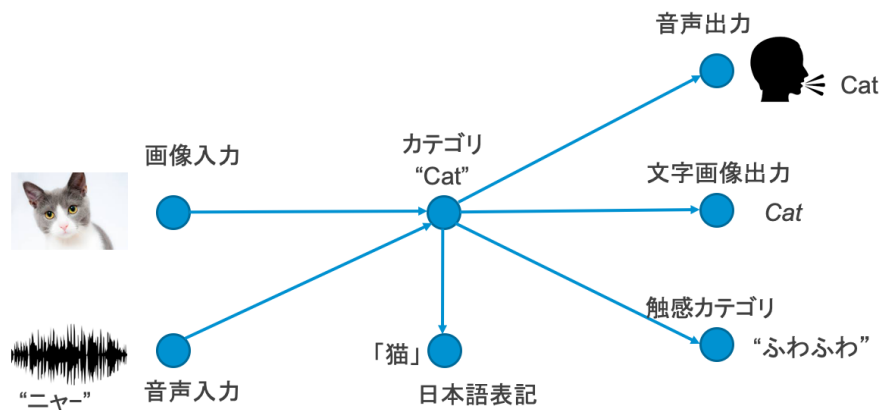 音声出力
Cat
画像入力
カテゴリ
“Cat”
文字画像出力
Cat
触感カテゴリ
“ふわふわ”
「猫」
日本語表記
音声入力
“ニャー”